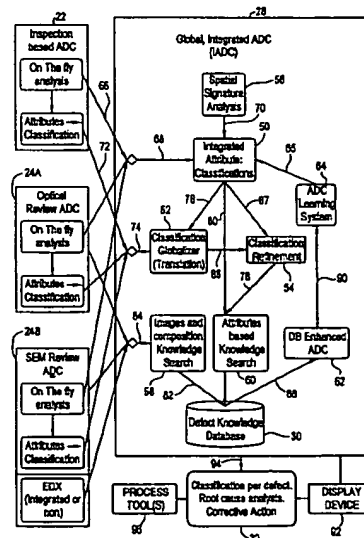 22
Inspection
based ADC
On The fly
analysis
Attributes
Classification
24A
Optical
Review ADC
On The fly
analysis
Attributes
Classification
24B
SEM Review
ADC
On The fly
analysis
Attributes
Classification
EDX
(Integrated or
non)
66
72
68
74
84
28
Global, Integrated ADC
(IADC)
Spatial
Signature
Analysis
56
70
50
Integrated
Attribute:
Classifications
65
64
ADC
Learning
System
52
78
80
67
Classification
Globalizer
(Translation)
Classification
Refinement
54
78
90
Images and
composition
Knowledge
Search
58
Attributes
based
Knowledge
Search
60
DB Enhanced
ADC
62
82
Defect Knowledge
Database
30
94
PROCESS
TOOL(S)
Classification per defect.
Root cause analysis.
Corrective Action
DISPLAY
DEVICE
92